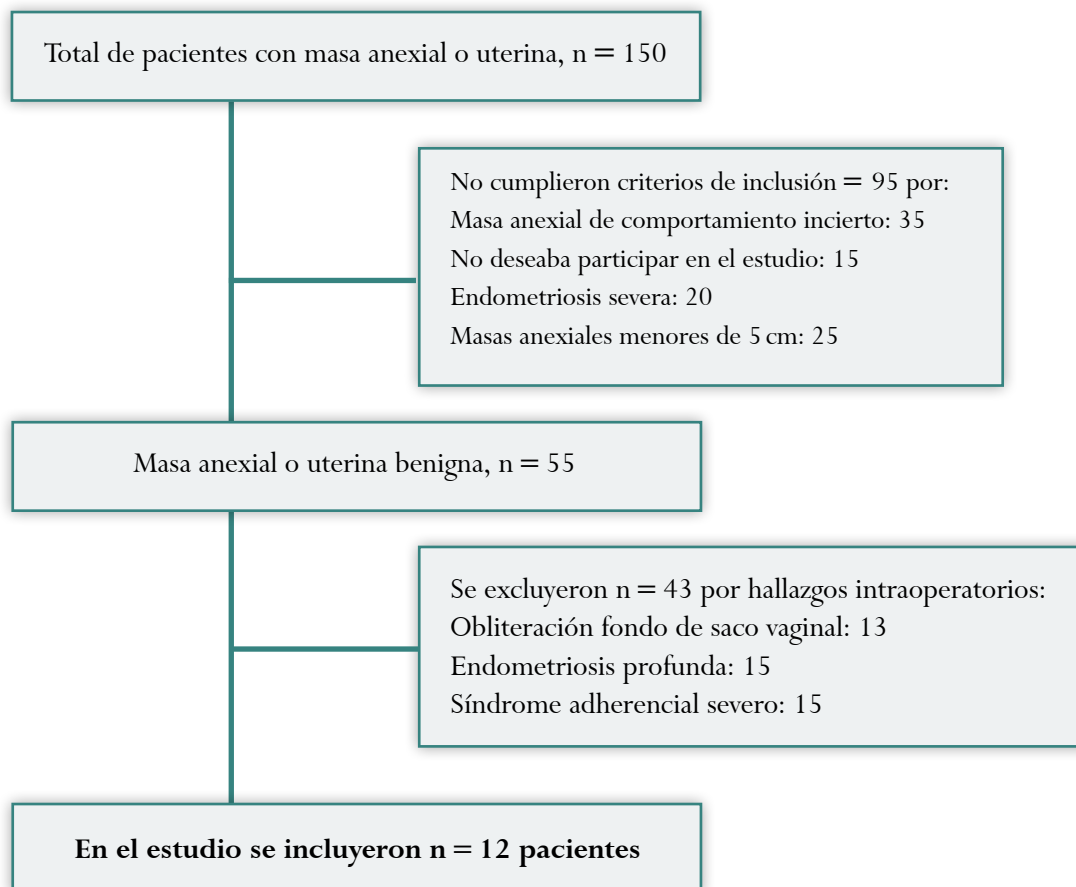 Total de pacientes con masa anexial o uterina, n = 150
No cumplieron criterios de inclusión = 95 por:
Masa anexial de comportamiento incierto: 35
No deseaba participar en el estudio: 15
Endometriosis severa: 20
Masas anexiales menores de 5 cm: 25
Masa anexial o uterina benigna, n = 55
Se excluyeron n = 43 por hallazgos intraoperatorios:
Obliteración fondo de saco vaginal: 13
Endometriosis profunda: 15
Síndrome adherencial severo: 15
En el estudio se incluyeron n = 12 pacientes